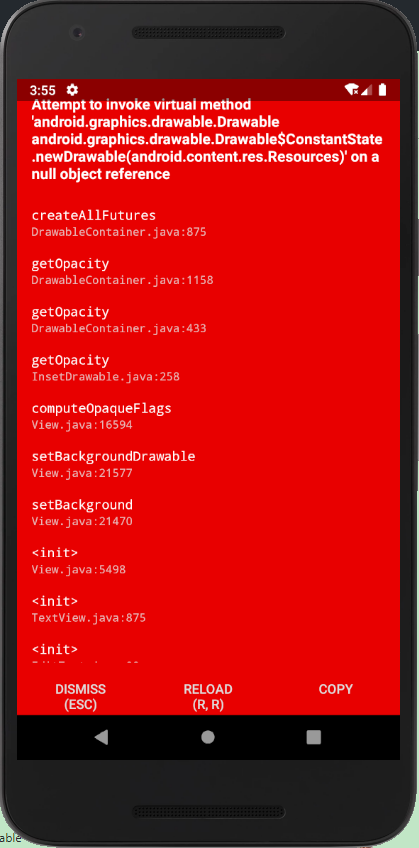 3:55
Attempt to invoke virtual method
'android.graphics.drawable.Drawable
android.graphics.drawable.Drawable$ConstantState
.newDrawable(android.content.res.Resources)' on a
null object reference
createAllFutures
DrawableContainer.java:875
getOpacity
DrawableContainer.java:1158
getOpacity
DrawableContainer.java:433
getOpacity
InsetDrawable.java:258
computeOpaqueFlags
View.java:16594
setBackgroundDrawable
View.java:21577
setBackground
View.java:21470
<init>
View.java:5498
<init>
TextView.java:875
<init>
DISMISS
(ESC)
RELOAD
(R, R)
COPY
able